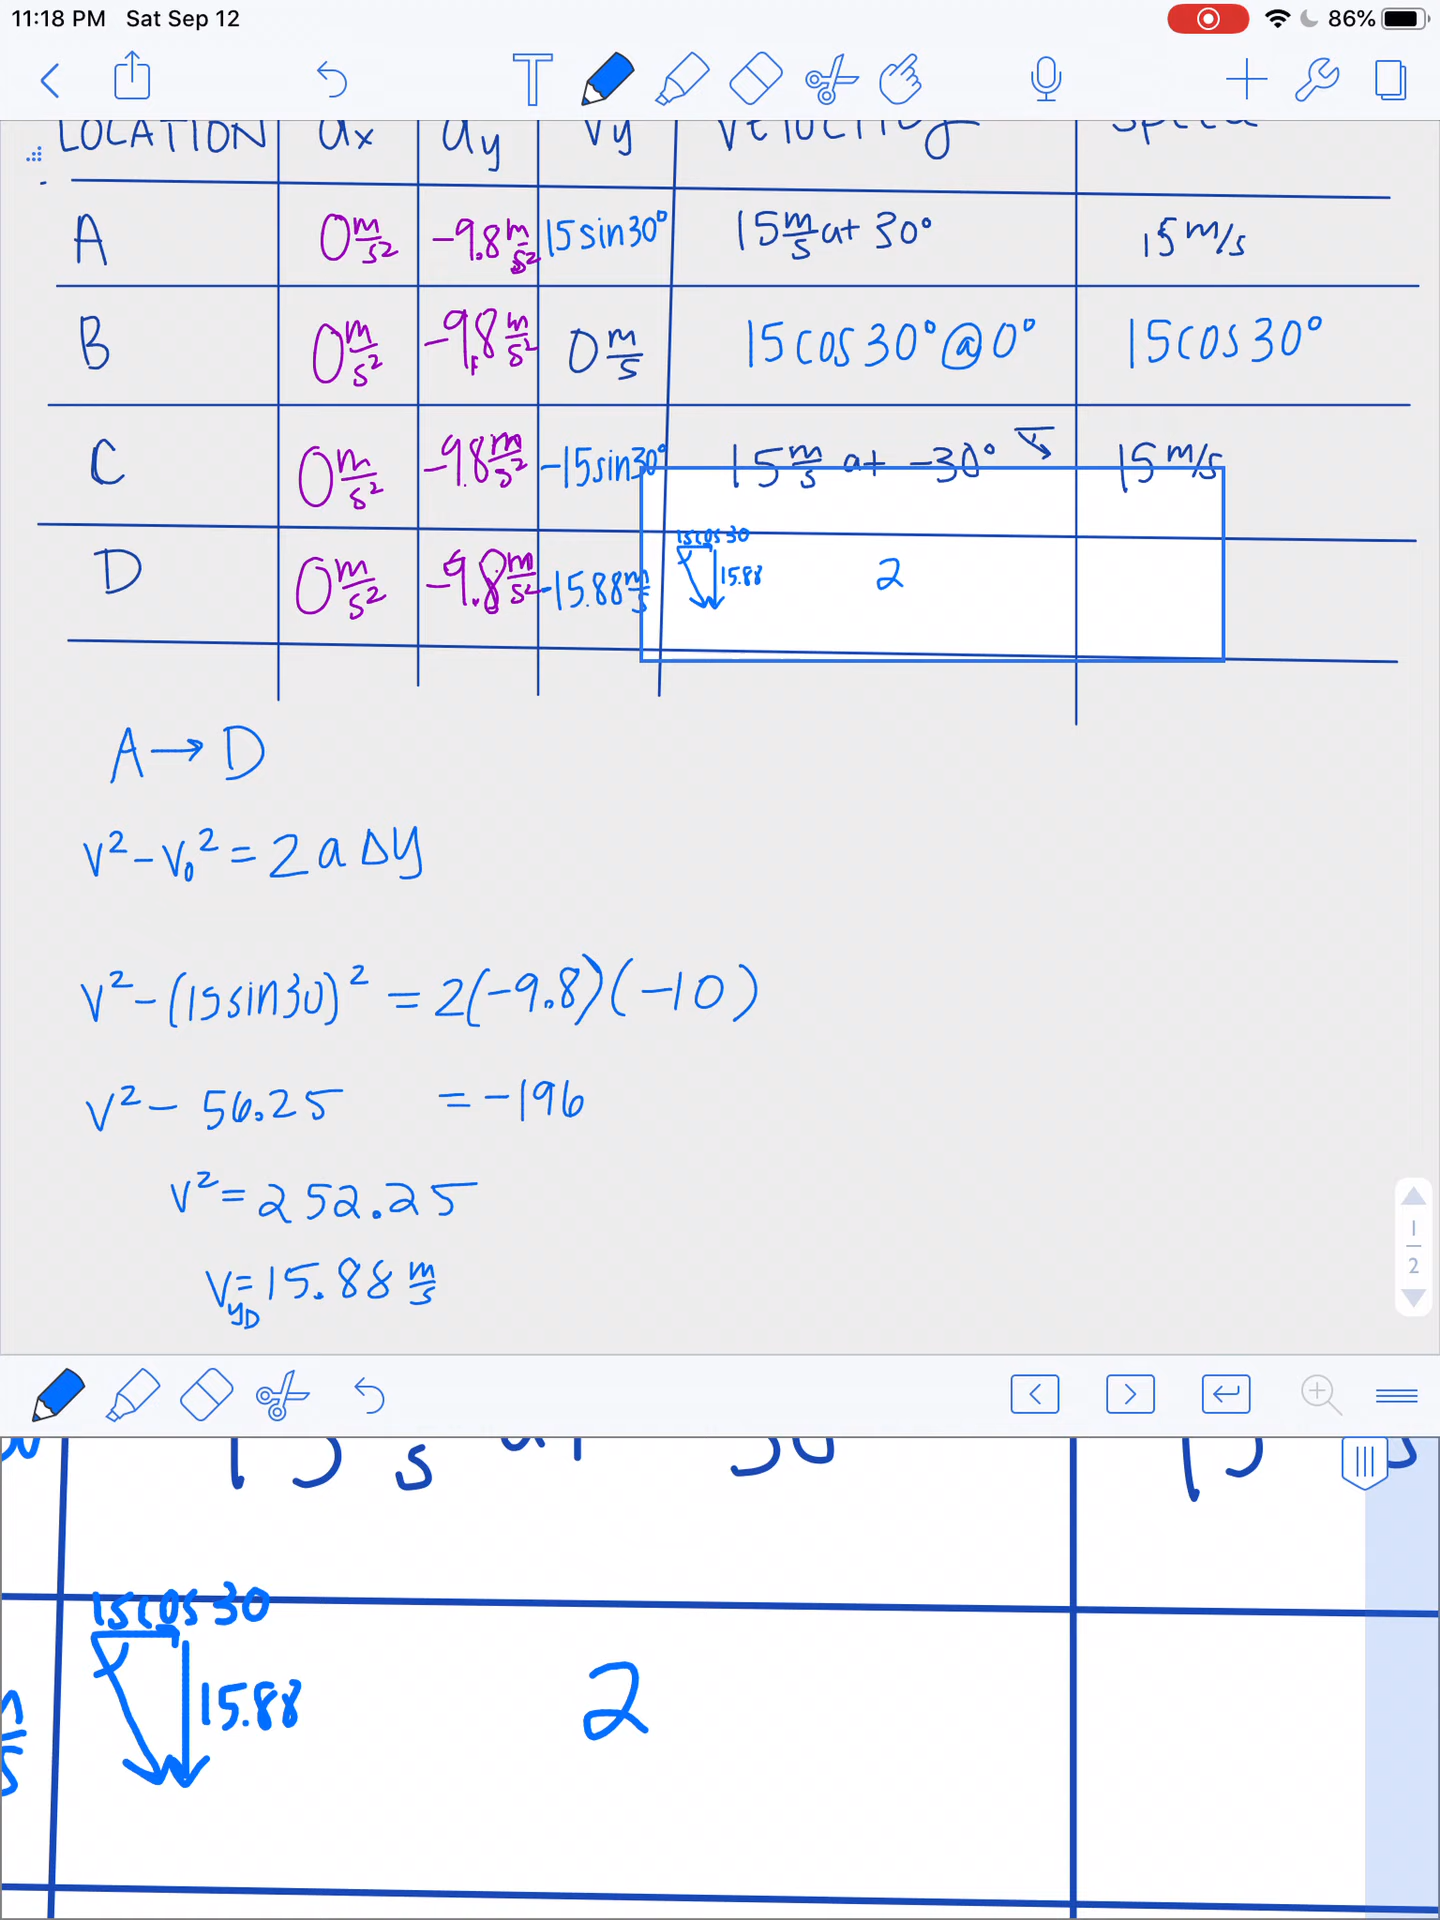 11:18 PM Sat Sep 12 86%
LOCATION ax ay vy velocity speed
A 0 m/s² -9.8 m/s² 15 sin 30° 15 m/s at 30° 15 m/s
B 0 m/s² -9.8 m/s² 0 m/s 15 cos 30° @ 0° 15 cos 30°
C 0 m/s² -9.8 m/s² -15 sin 30° 15 m/s at -30° 15 m/s
15 cos 30
D 0 m/s² -9.8 m/s² -15.88 m/s 15.88 2
A → D
v² - v₀² = 2 a Δy
v² - (15 sin 30)² = 2(-9.8)(-10)
v² - 56.25 = -196
v² = 252.25
1
2
v_yD = 15.88 m/s
15 cos 30
15.88 2